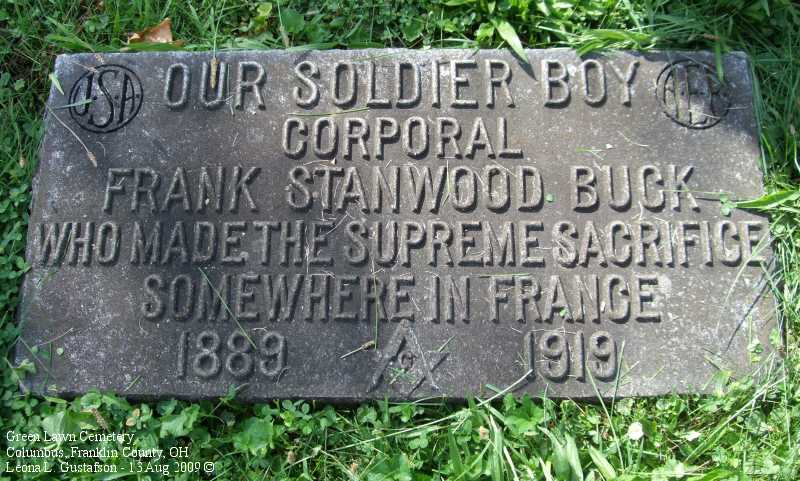 USA OUR SOLDIER BOY AEF
CORPORAL
FRANK STANWOOD BUCK
WHO MADE THE SUPREME SACRIFICE
SOMEWHERE IN FRANCE
1889 G 1919
Green Lawn Cemetery
Columbus, Franklin County, OH
Leona L. Gustafson - 13 Aug 2009 ©